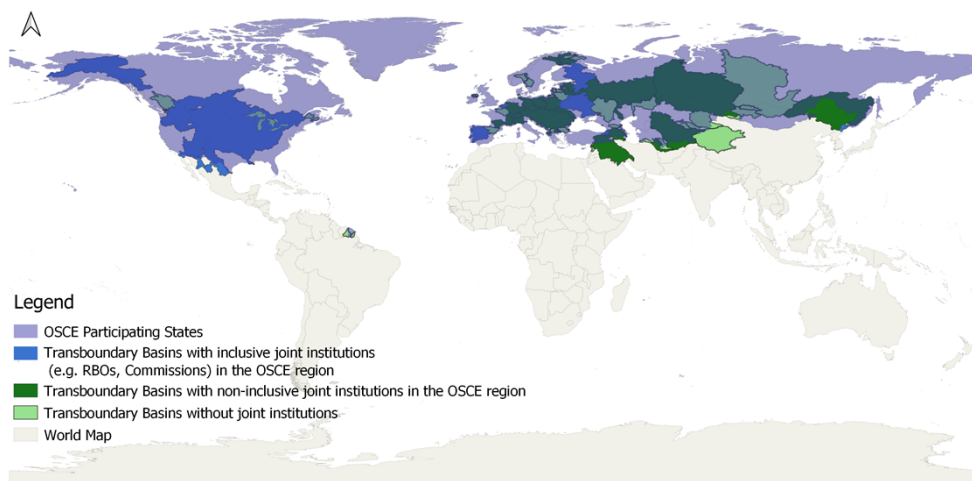 Legend
OSCE Participating States
Transboundary Basins with inclusive joint institutions
(e.g. RBOs, Commissions) in the OSCE region
Transboundary Basins with non-inclusive joint institutions in the OSCE region
Transboundary Basins without joint institutions
World Map